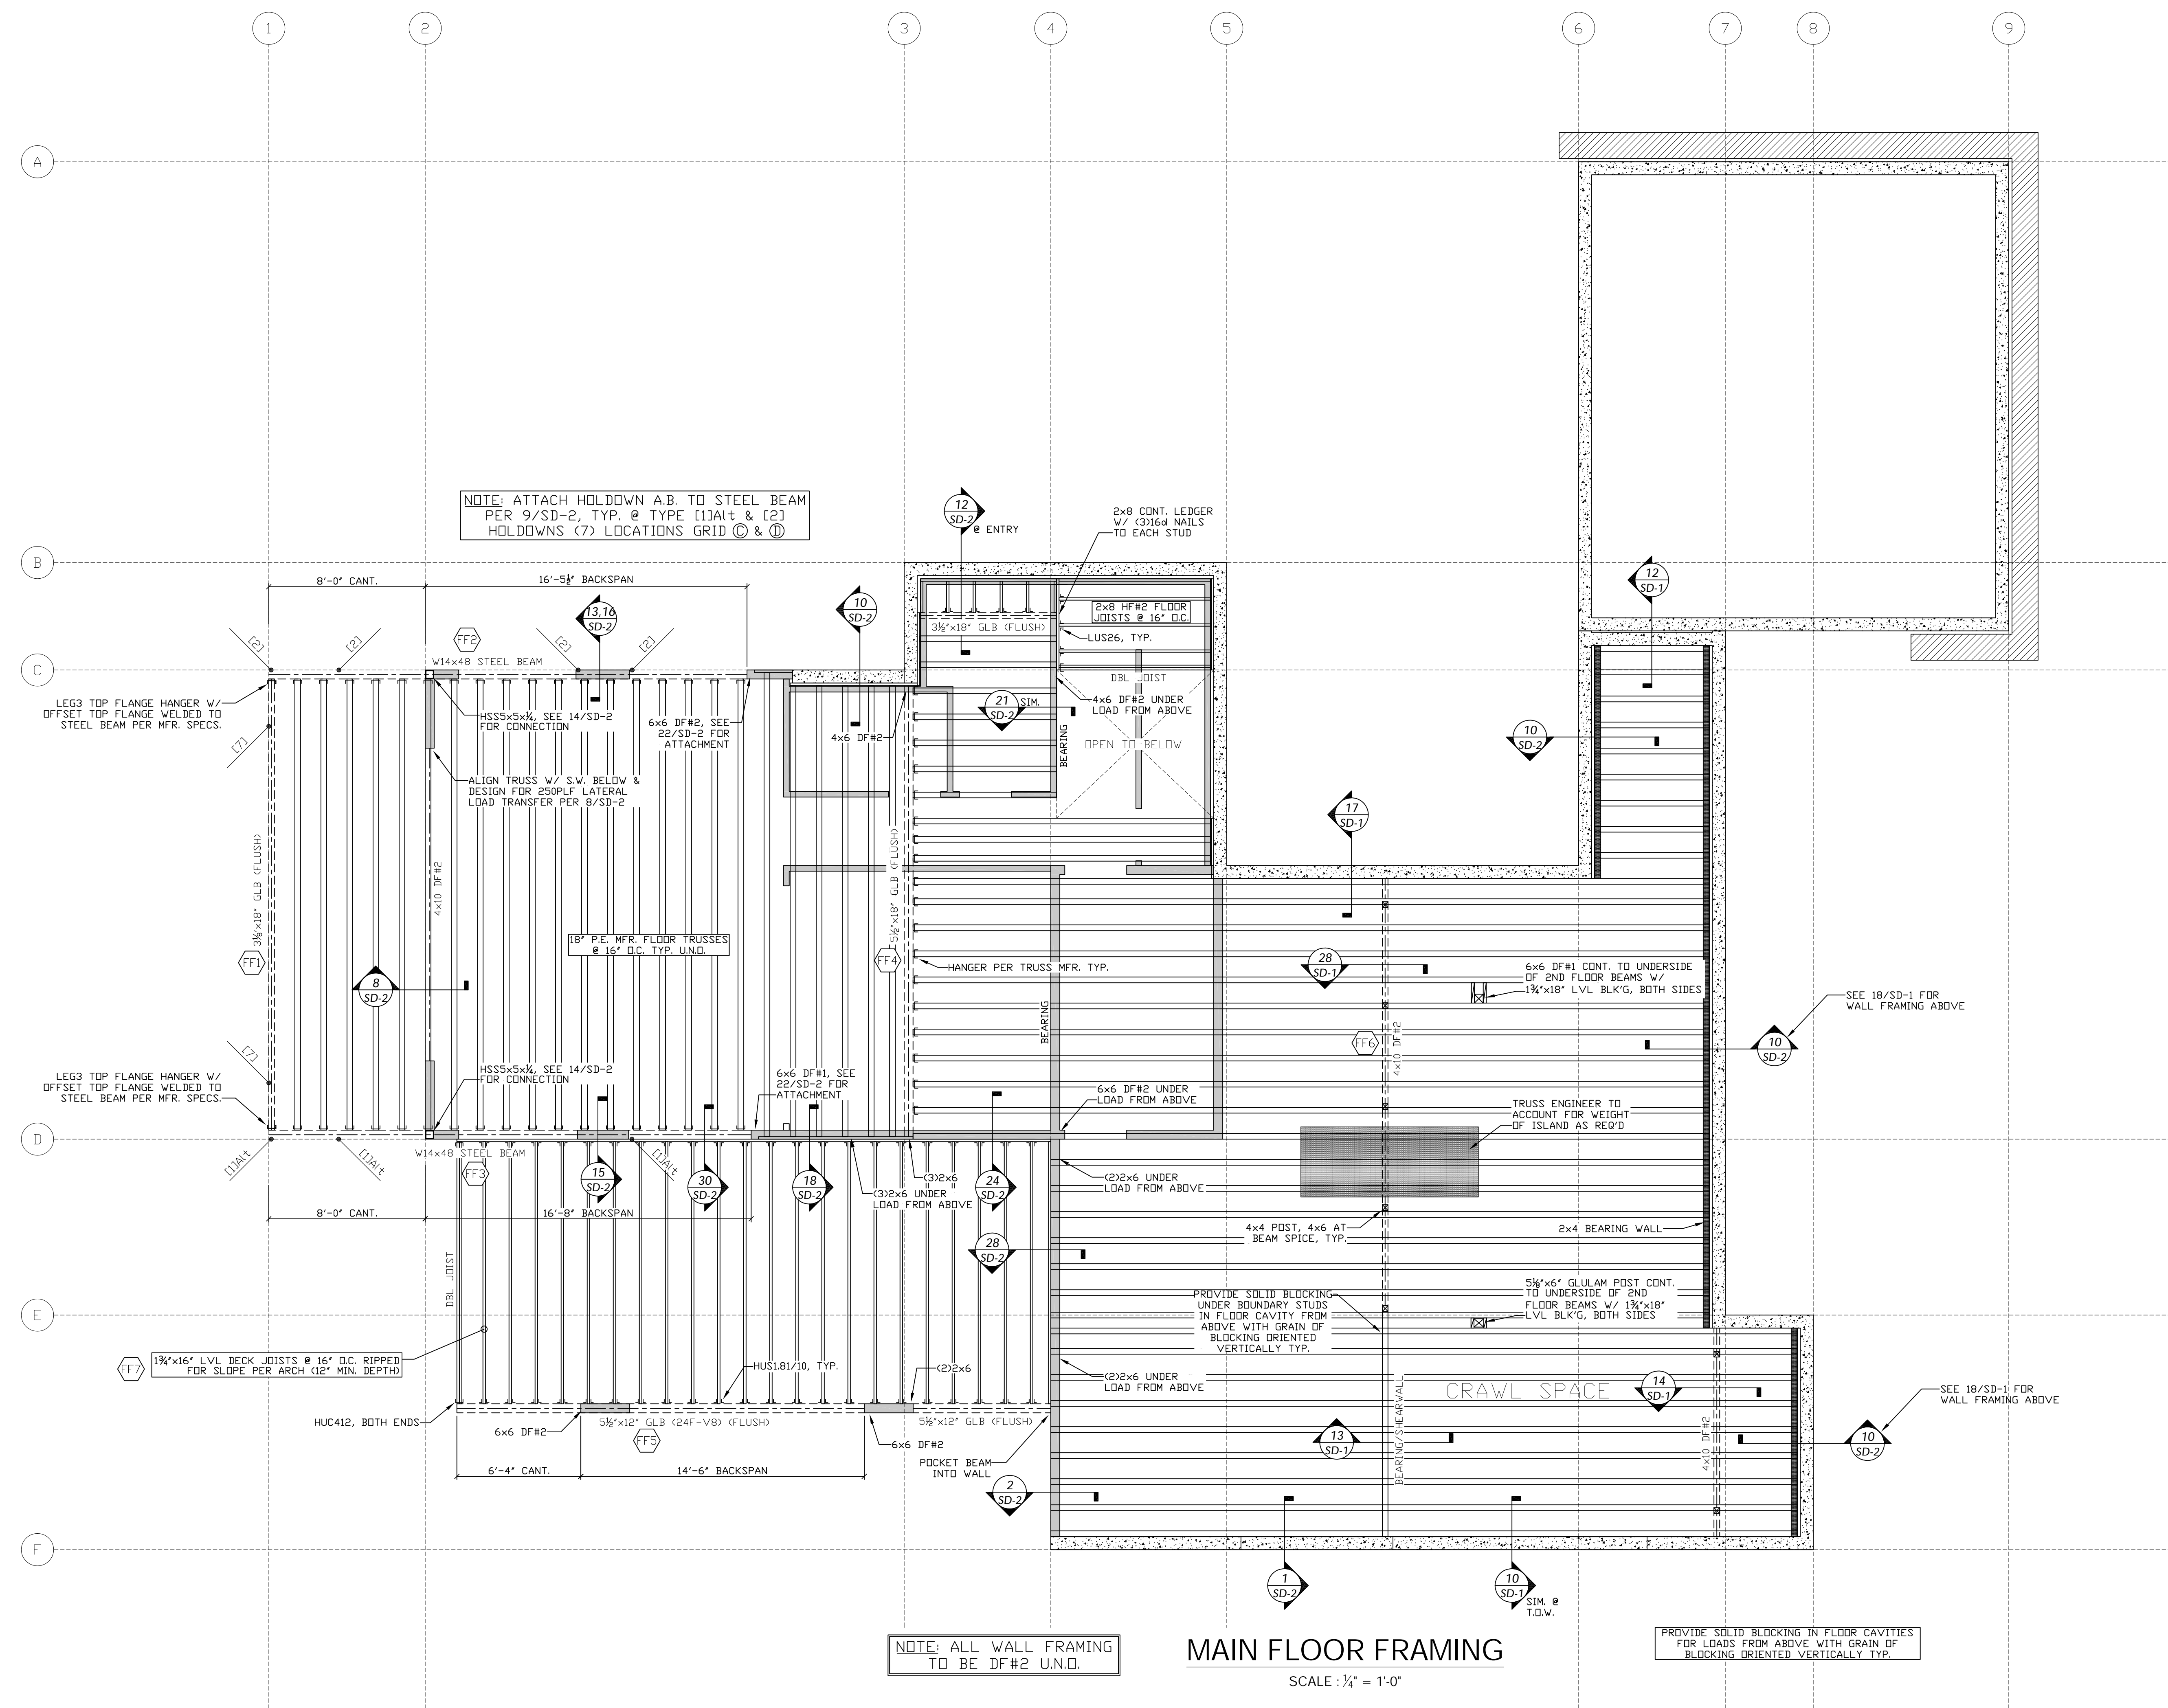 1
2
3
4
5
6
7
8
9
A
B
C
D
E
F
NOTE: ATTACH HOLDOWN A.B. TO STEEL BEAM
PER 9/SD-2, TYP. @ TYPE [1]Alt & [2]
HOLDOWNS (7) LOCATIONS GRID Ⓒ & Ⓓ
12
SD-2
@ ENTRY
2x8 CONT. LEDGER
W/ (3)16d NAILS
TO EACH STUD
8'-0" CANT.
16'-5½" BACKSPAN
13,16
SD-2
10
SD-2
12
SD-1
2x8 HF#2 FLOOR
JOISTS @ 16" O.C.
3½"x18" GLB (FLUSH)
LUS26, TYP.
[2]
[2]
[2]
[2]
FF2
W14x48 STEEL BEAM
DBL JOIST
LEG3 TOP FLANGE HANGER W/
OFFSET TOP FLANGE WELDED TO
STEEL BEAM PER MFR. SPECS.
HSS5x5x¼, SEE 14/SD-2
FOR CONNECTION
6x6 DF#2, SEE
22/SD-2 FOR
ATTACHMENT
4x6 DF#2
21
SD-2
SIM.
4x6 DF#2 UNDER
LOAD FROM ABOVE
BEARING
OPEN TO BELOW
10
SD-2
[7]
ALIGN TRUSS W/ S.W. BELOW &
DESIGN FOR 250PLF LATERAL
LOAD TRANSFER PER 8/SD-2
17
SD-1
3⅛"x18" GLB (FLUSH)
4x10 DF#2
5½"x18" GLB (FLUSH)
18" P.E. MFR. FLOOR TRUSSES
@ 16" O.C. TYP. U.N.O.
FF1
FF4
HANGER PER TRUSS MFR. TYP.
28
SD-1
6x6 DF#1 CONT. TO UNDERSIDE
OF 2ND FLOOR BEAMS W/
1¾"x18" LVL BLK'G, BOTH SIDES
8
SD-2
SEE 18/SD-1 FOR
WALL FRAMING ABOVE
BEARING
FF6
4x10 DF#2
10
SD-2
[7]
LEG3 TOP FLANGE HANGER W/
OFFSET TOP FLANGE WELDED TO
STEEL BEAM PER MFR. SPECS.
HSS5x5x¼, SEE 14/SD-2
FOR CONNECTION
6x6 DF#1, SEE
22/SD-2 FOR
ATTACHMENT
6x6 DF#2 UNDER
LOAD FROM ABOVE
TRUSS ENGINEER TO
ACCOUNT FOR WEIGHT
OF ISLAND AS REQ'D
W14x48 STEEL BEAM
[1]Alt
[1]Alt
[1]Alt
FF3
15
SD-2
30
SD-2
18
SD-2
24
SD-2
(3)2x6
(3)2x6 UNDER
LOAD FROM ABOVE
(2)2x6 UNDER
LOAD FROM ABOVE
8'-0" CANT.
16'-8" BACKSPAN
4x4 POST, 4x6 AT
BEAM SPICE, TYP.
2x4 BEARING WALL
28
SD-2
DBL JOIST
PROVIDE SOLID BLOCKING
UNDER BOUNDARY STUDS
IN FLOOR CAVITY FROM
ABOVE WITH GRAIN OF
BLOCKING ORIENTED
VERTICALLY TYP.
5⅛"x6" GLULAM POST CONT.
TO UNDERSIDE OF 2ND
FLOOR BEAMS W/ 1¾"x18"
LVL BLK'G, BOTH SIDES
FF7
1¾"x16" LVL DECK JOISTS @ 16" O.C. RIPPED
FOR SLOPE PER ARCH (12" MIN. DEPTH)
HUS1.81/10, TYP.
(2)2x6
(2)2x6 UNDER
LOAD FROM ABOVE
CRAWL SPACE
14
SD-1
SEE 18/SD-1 FOR
WALL FRAMING ABOVE
HUC412, BOTH ENDS
6x6 DF#2
5½"x12" GLB (24F-V8) (FLUSH)
FF5
5½"x12" GLB (FLUSH)
6x6 DF#2
POCKET BEAM
INTO WALL
BEARING/SHEARWALL
13
SD-1
4x10 DF#2
10
SD-2
6'-4" CANT.
14'-6" BACKSPAN
2
SD-2
1
SD-2
10
SD-1
SIM. @
T.O.W.
NOTE: ALL WALL FRAMING
TO BE DF#2 U.N.O.
MAIN FLOOR FRAMING
SCALE : ¼" = 1'-0"
PROVIDE SOLID BLOCKING IN FLOOR CAVITIES
FOR LOADS FROM ABOVE WITH GRAIN OF
BLOCKING ORIENTED VERTICALLY TYP.